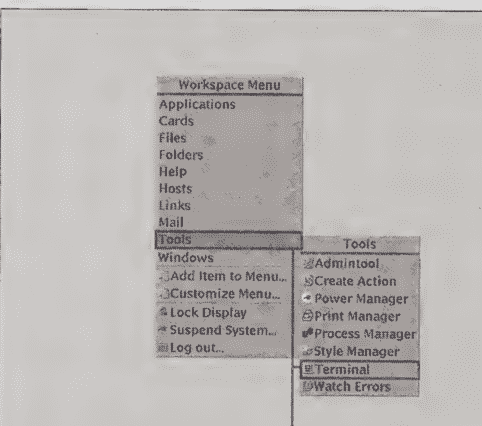 Workspace Menu
Applications
Cards
Files
Folders
Help
Hosts
Links
Mail
Tools
Windows
Add Item to Menu...
Customize Menu...
Lock Display
Suspend System...
Log out...
Tools
Admintool
Create Action
Power Manager
Print Manager
Process Manager
Style Manager
Terminal
Watch Errors